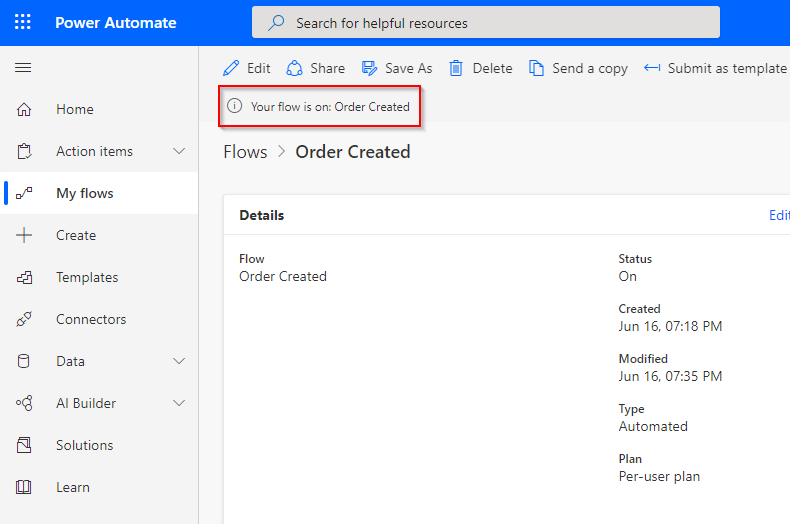 Power Automate
Search for helpful resources
Edit Share Save As Delete Send a copy Submit as template
Your flow is on: Order Created
Home
Action items
My flows
Create
Templates
Connectors
Data
AI Builder
Solutions
Learn
Flows > Order Created
Details Edit
Flow
Order Created
Status
On
Created
Jun 16, 07:18 PM
Modified
Jun 16, 07:35 PM
Type
Automated
Plan
Per-user plan